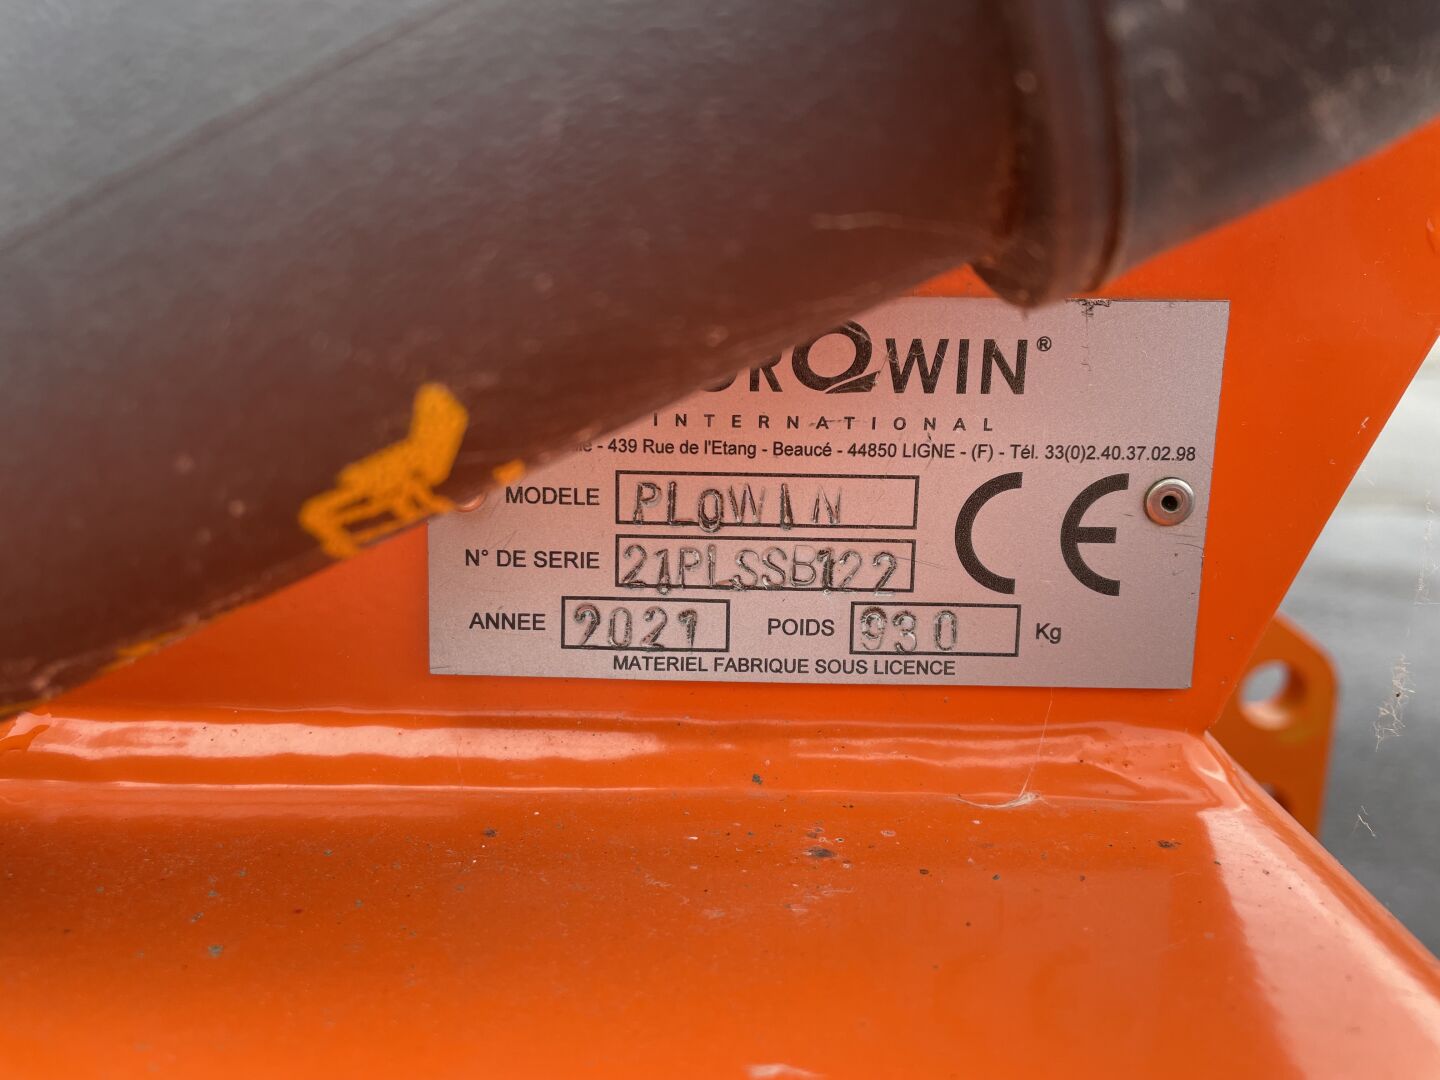 RQWIN®
INTERNATIONAL
- 439 Rue de l'Etang - Beaucé - 44850 LIGNE - (F) - Tél. 33(0)2.40.37.02.98
MODELE PLOWIN
N° DE SERIE 21PLSSB122
CE
ANNEE 2021 POIDS 930 Kg
MATERIEL FABRIQUE SOUS LICENCE